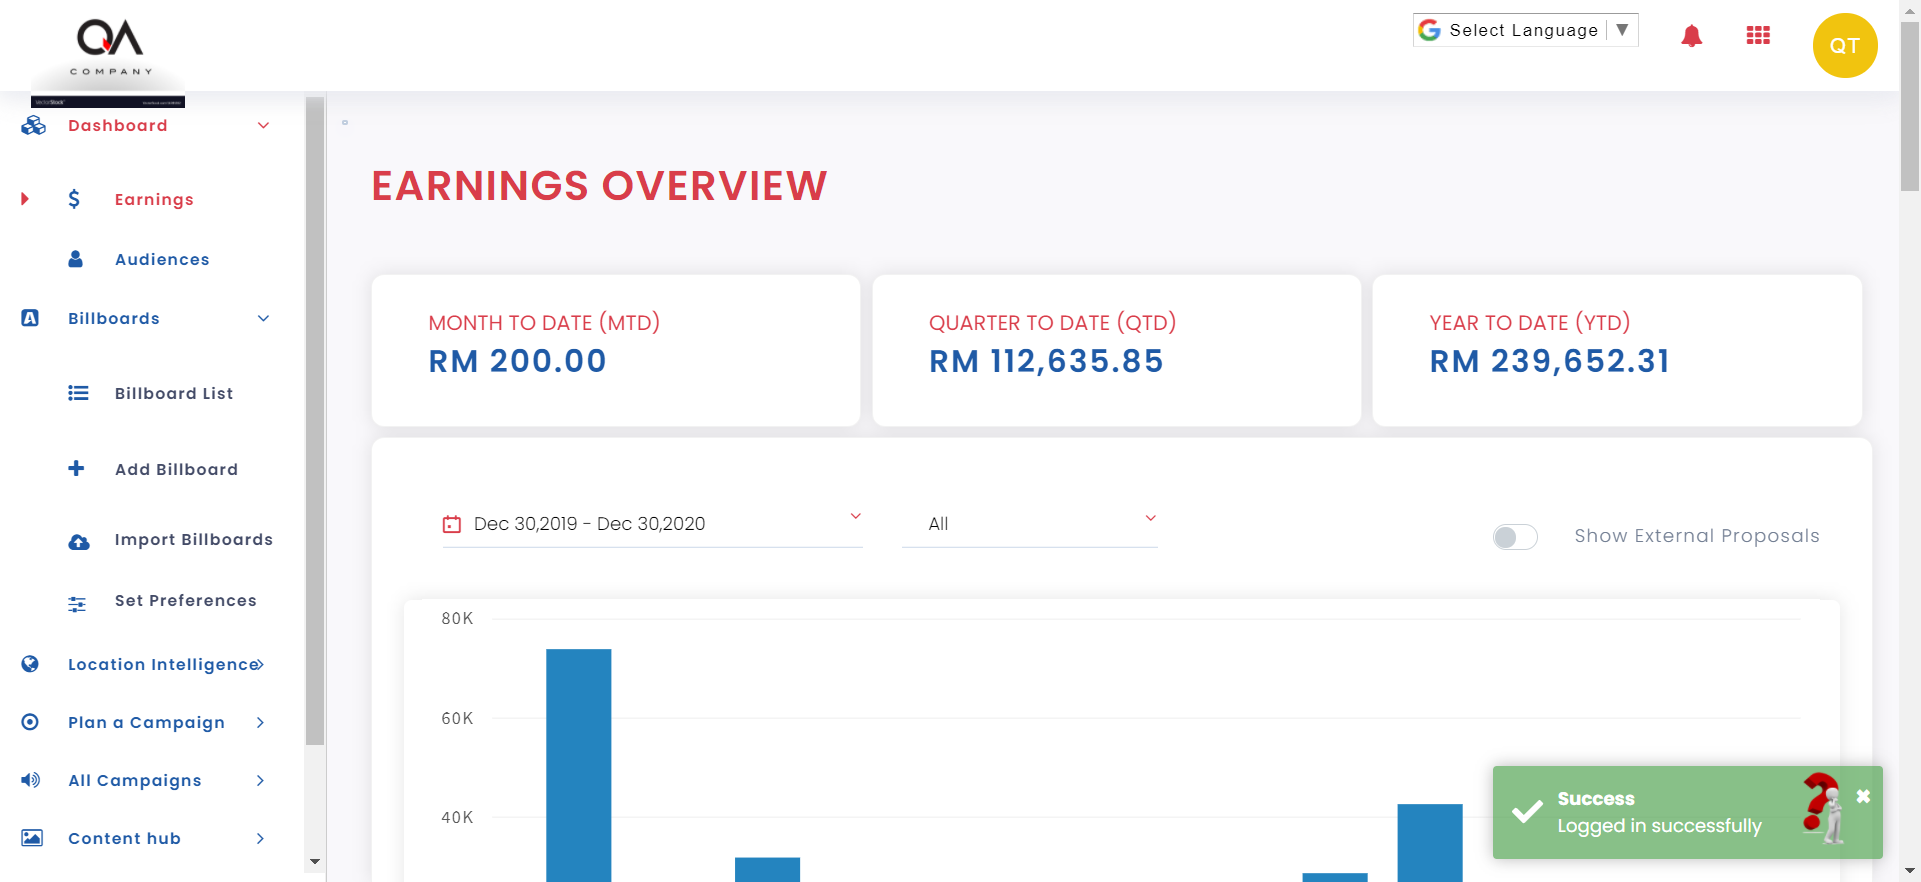 QA
COMPANY
Select Language ▼
QT
Dashboard
Earnings
Audiences
Billboards
Billboard List
Add Billboard
Import Billboards
Set Preferences
Location Intelligence
Plan a Campaign
All Campaigns
Content hub
EARNINGS OVERVIEW
MONTH TO DATE (MTD)
RM 200.00
QUARTER TO DATE (QTD)
RM 112,635.85
YEAR TO DATE (YTD)
RM 239,652.31
Dec 30,2019 - Dec 30,2020
All
Show External Proposals
80K
60K
40K
Success
Logged in successfully